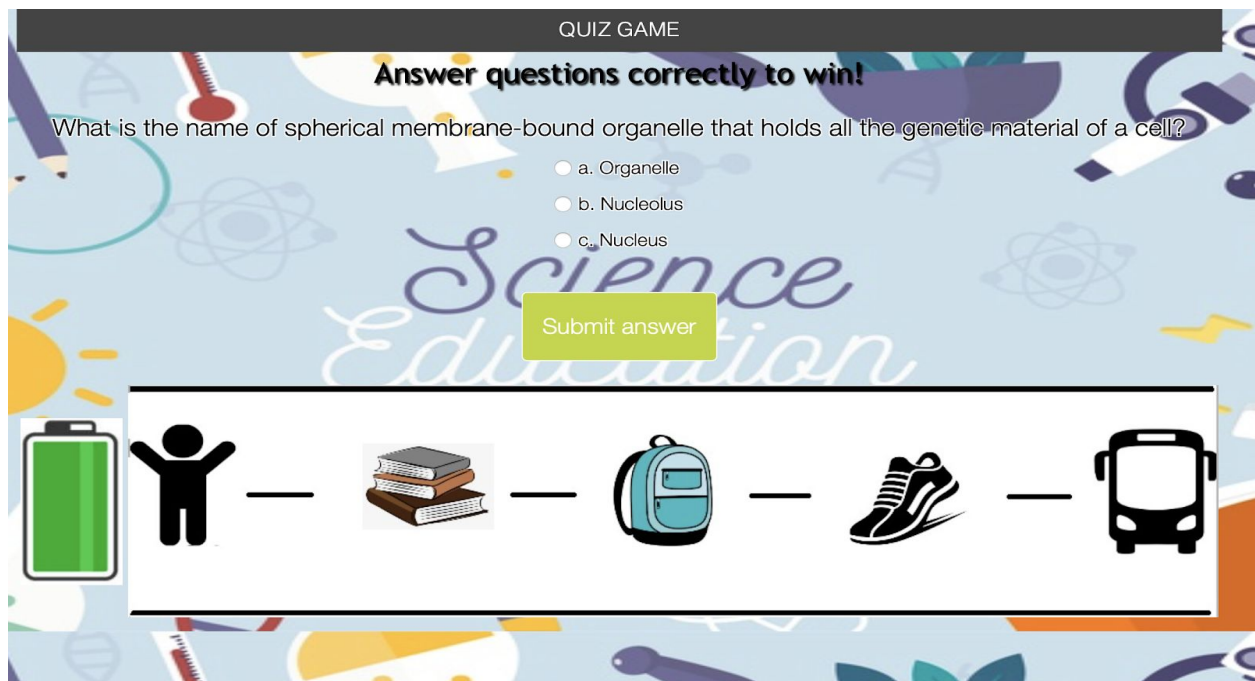 QUIZ GAME
Answer questions correctly to win!
What is the name of spherical membrane-bound organelle that holds all the genetic material of a cell?
a. Organelle
b. Nucleolus
c. Nucleus
Science
Submit answer
Education